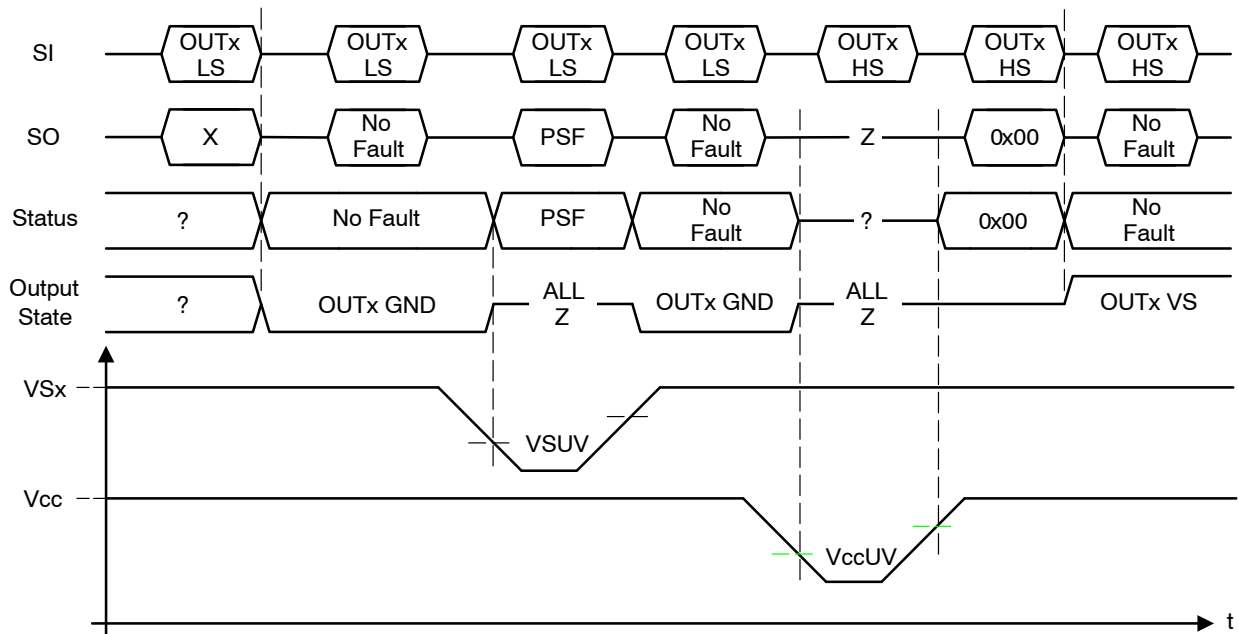 SI
OUTx
LS
OUTx
LS
OUTx
LS
OUTx
LS
OUTx
HS
OUTx
HS
OUTx
HS
SO
X
No
Fault
PSF
No
Fault
Z
0x00
No
Fault
Status
?
No Fault
PSF
No
Fault
?
0x00
No
Fault
Output
State
?
OUTx GND
ALL
Z
OUTx GND
ALL
Z
OUTx VS
VSx
VSUV
Vcc
VccUV
t